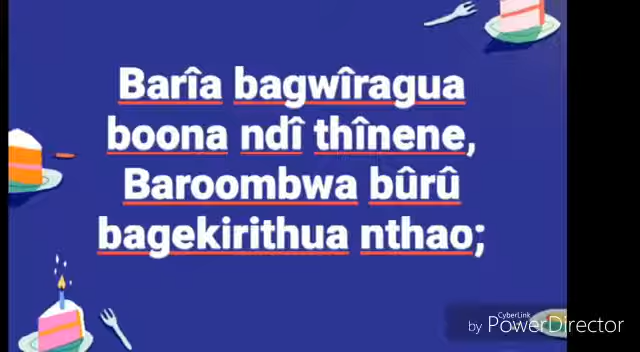 Barîa bagwîragua
boona ndî thînene,
Baroombwa bûrû
bagekirithua nthao;
CyberLink
by PowerDirector